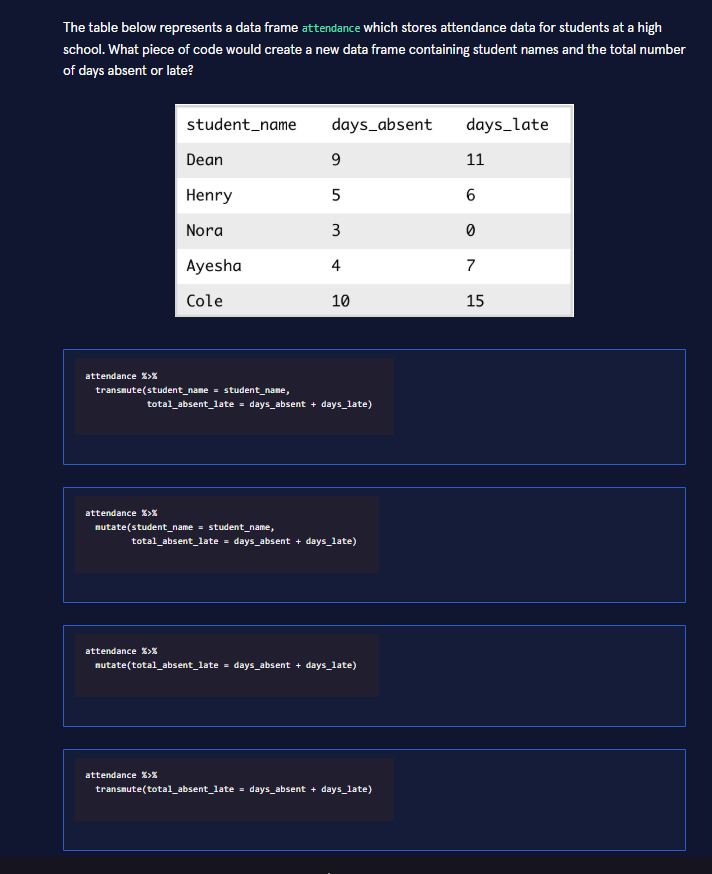 The table below represents a data frame attendance which stores attendance data for students at a high
school. What piece of code would create a new data frame containing student names and the total number
of days absent or late?
student_name days_absent days_late
Dean 9 11
Henry 5 6
Nora 3 0
Ayesha 4 7
Cole 10 15
attendance %>%
transmute(student_name = student_name,
total_absent_late = days_absent + days_late)
attendance %>%
mutate(student_name = student_name,
total_absent_late = days_absent + days_late)
attendance %>%
mutate(total_absent_late = days_absent + days_late)
attendance %>%
transmute(total_absent_late = days_absent + days_late)